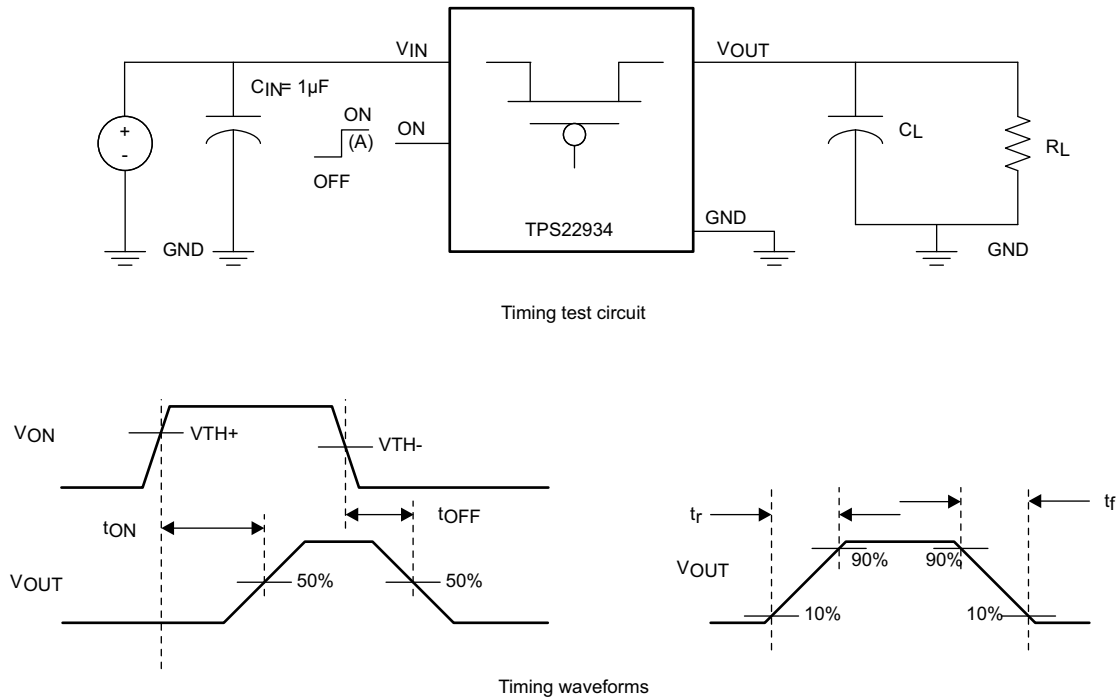 VIN
VOUT
CIN= 1µF
ON
(A)
OFF
ON
+
-
CL
RL
TPS22934
GND
GND
GND
Timing test circuit
VON
VTH+
VTH-
tON
tOFF
VOUT
50%
50%
tr
tf
VOUT
90%
90%
10%
10%
Timing waveforms